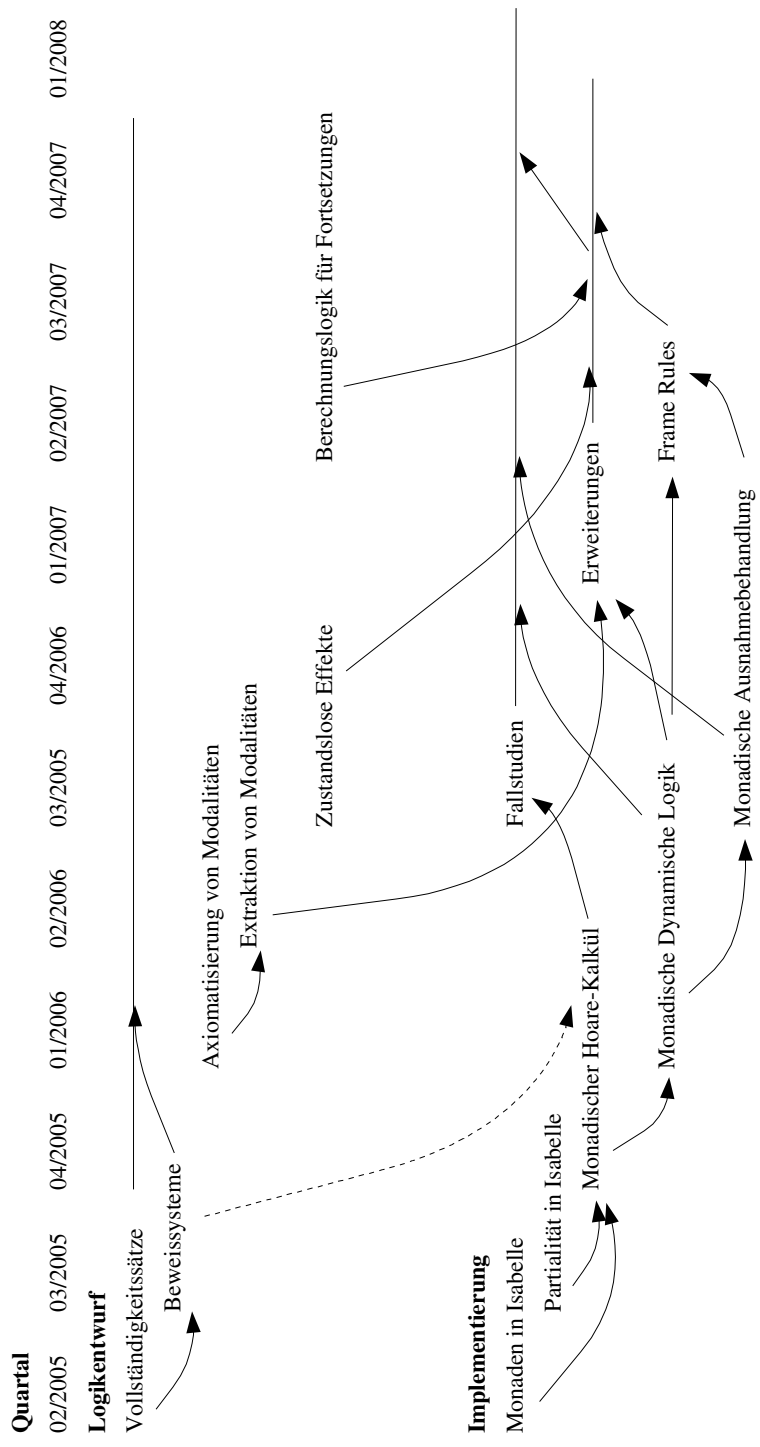 Quartal
02/2005 03/2005 04/2005 01/2006 02/2006 03/2005 04/2006 01/2007 02/2007 03/2007 04/2007 01/2008
Logikentwurf
Vollständigkeitssätze
Beweissysteme
Axiomatisierung von Modalitäten
Extraktion von Modalitäten
Zustandslose Effekte
Berechnungslogik für Fortsetzungen
Implementierung
Monaden in Isabelle
Fallstudien
Partialität in Isabelle
Monadischer Hoare-Kalkül
Erweiterungen
Monadische Dynamische Logik
Frame Rules
Monadische Ausnahmebehandlung